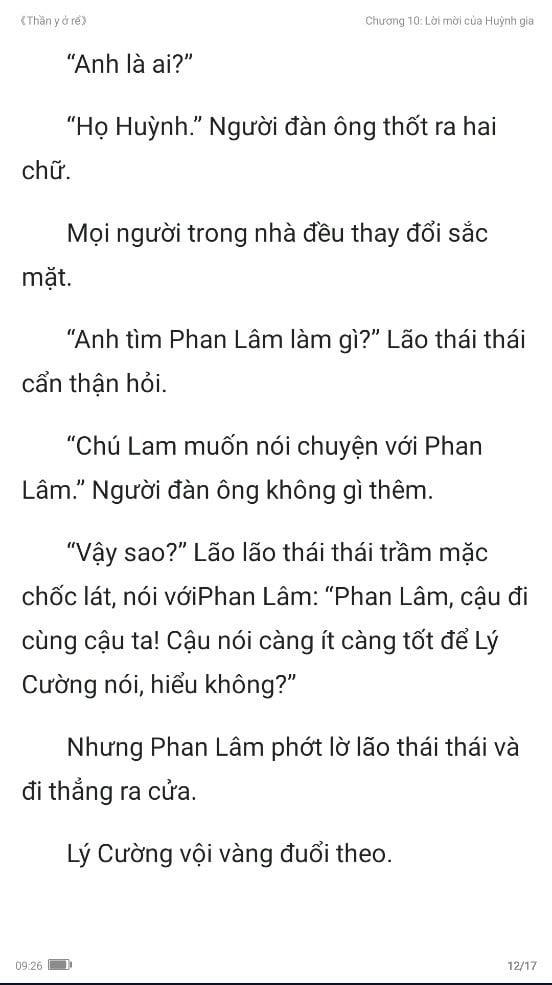 《Thần y ở rể》
Chương 10: Lời mời của Huỳnh gia
“Anh là ai?”
“Họ Huỳnh.” Người đàn ông thốt ra hai
chữ.
Mọi người trong nhà đều thay đổi sắc
mặt.
“Anh tìm Phan Lâm làm gì?” Lão thái thái
cẩn thận hỏi.
“Chú Lam muốn nói chuyện với Phan
Lâm.” Người đàn ông không gì thêm.
“Vậy sao?” Lão lão thái thái trầm mặc
chốc lát, nói vớiPhan Lâm: “Phan Lâm, cậu đi
cùng cậu ta! Cậu nói càng ít càng tốt để Lý
Cường nói, hiểu không?”
Nhưng Phan Lâm phớt lờ lão thái thái và
đi thẳng ra cửa.
Lý Cường vội vàng đuổi theo.
09:26
12/17